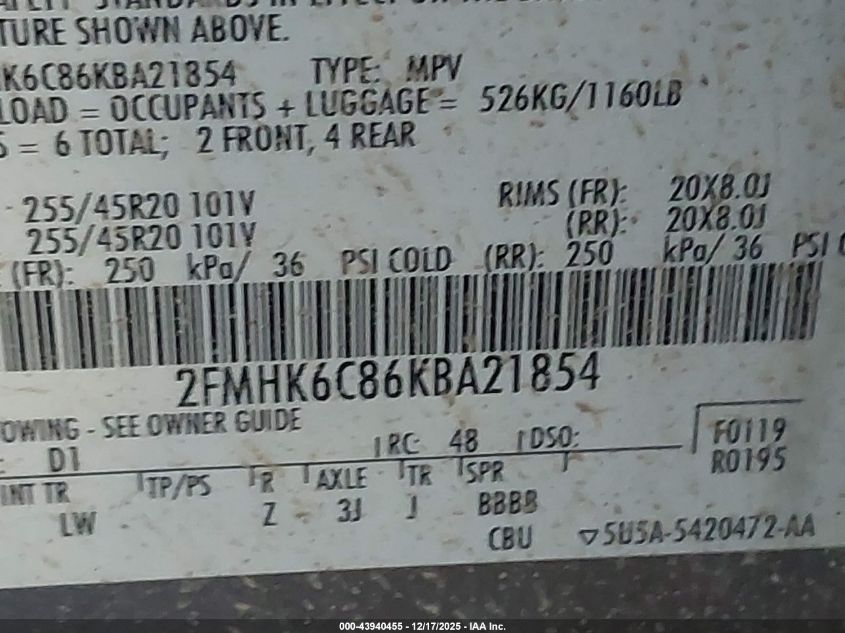 TURE SHOWN ABOVE.
K6C86KBA21854 TYPE: MPV
LOAD = OCCUPANTS + LUGGAGE = 526KG/1160LB
S = 6 TOTAL; 2 FRONT, 4 REAR
255/45R20 101V RIMS (FR): 20X8.0J
255/45R20 101V (RR): 20X8.0J
(FR): 250 kPa/ 36 PSI COLD (RR): 250 kPa/ 36 PSI
2FMHK6C86KBA21854
OWING - SEE OWNER GUIDE
RC: 48 DSO: F0119
D1 R0195
INT TR TP/PS R AXLE TR SPR
LW Z 3J J BBBB
CBU ▽5U5A-5420472-AA
000-43940455 - 12/17/2025 - IAA Inc.